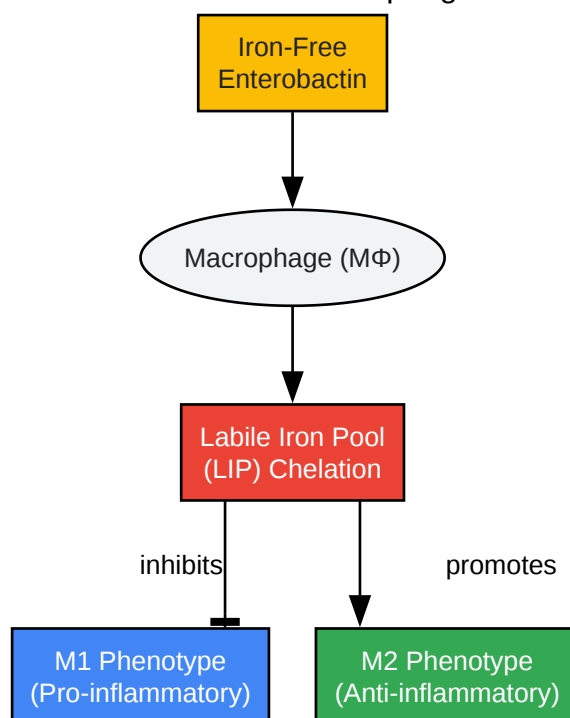 Iron-Free
Enterobactin
Macrophage (MΦ)
Labile Iron Pool
(LIP) Chelation
inhibits
promotes
M1 Phenotype
(Pro-inflammatory)
M2 Phenotype
(Anti-inflammatory)